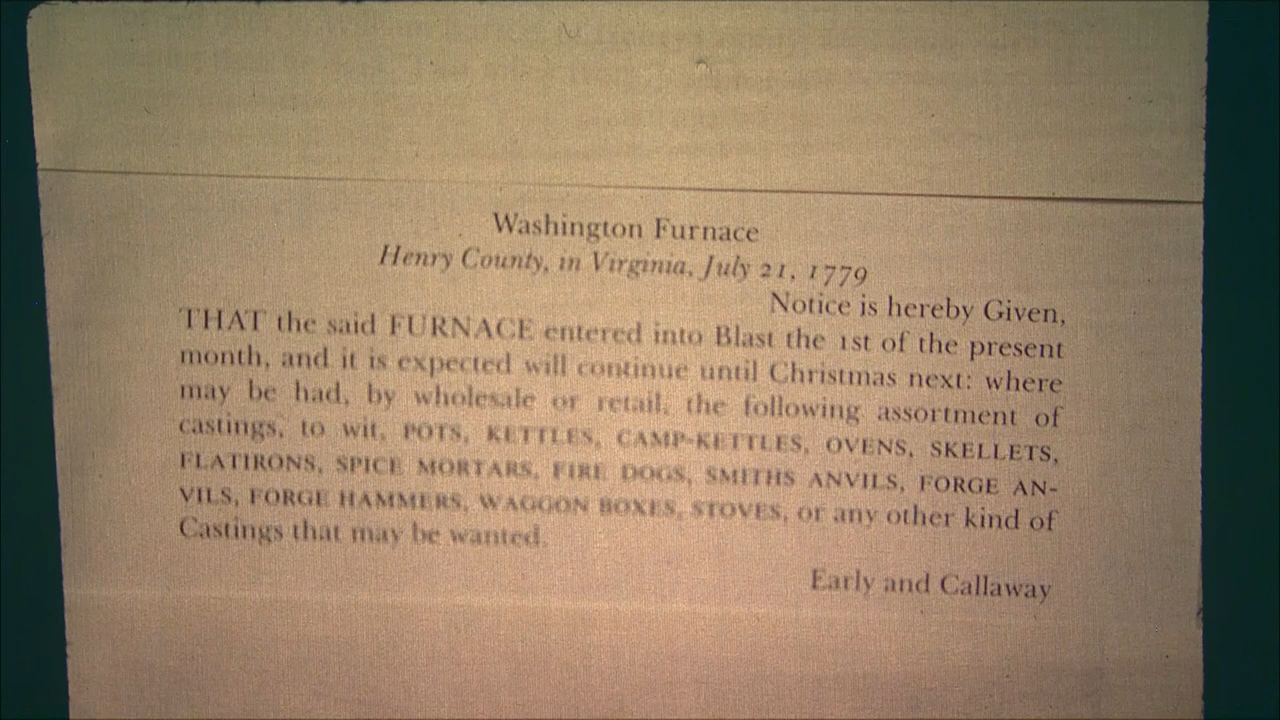 Washington Furnace
Henry County, in Virginia, July 21, 1779
Notice is hereby Given,
THAT the said FURNACE entered into Blast the 1st of the present
month, and it is expected will continue until Christmas next: where
may be had, by wholesale or retail, the following assortment of
castings, to wit, POTS, KETTLES, CAMP-KETTLES, OVENS, SKELLETS,
FLATIRONS, SPICE MORTARS, FIRE DOGS, SMITHS ANVILS, FORGE AN-
VILS, FORGE HAMMERS, WAGGON BOXES, STOVES, or any other kind of
Castings that may be wanted.
Early and Callaway